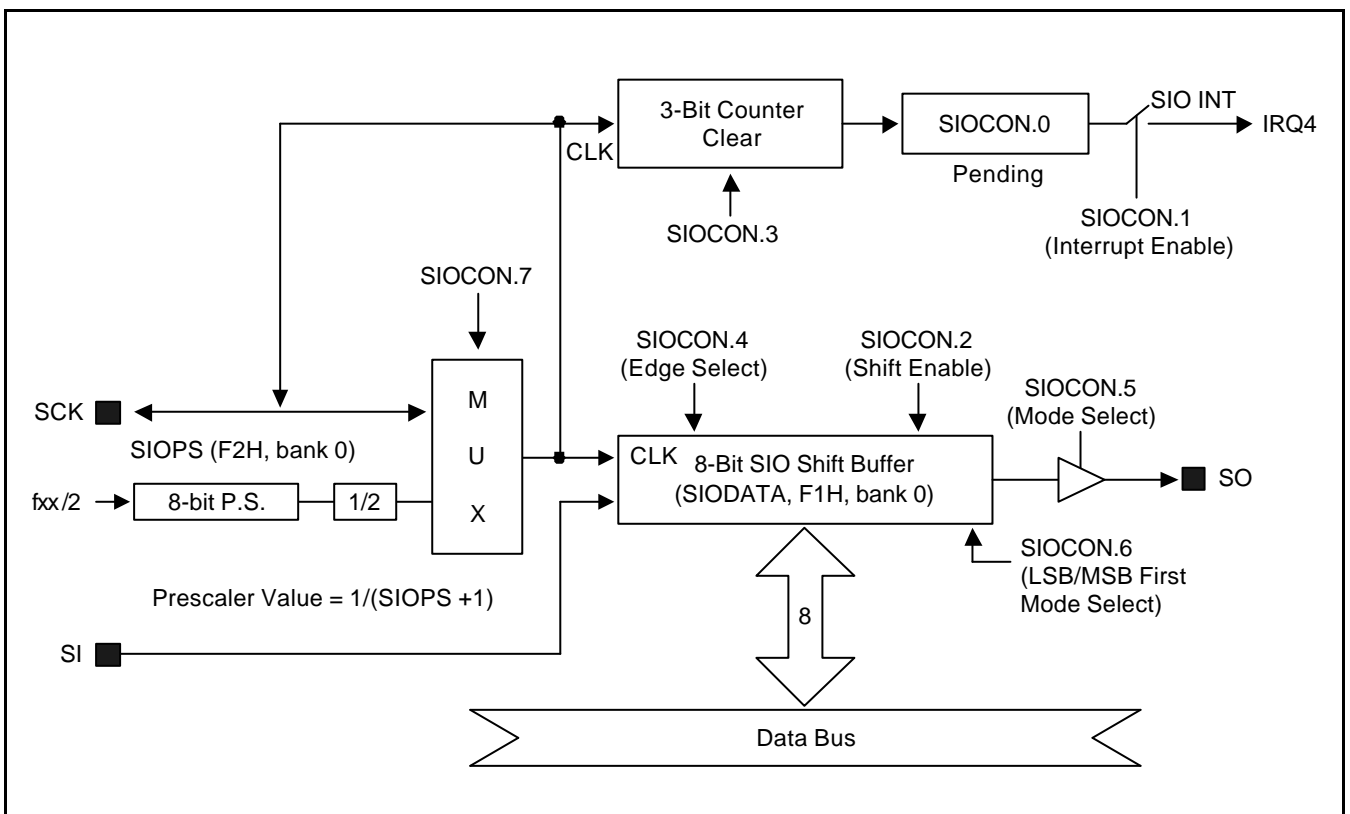 3-Bit Counter
Clear
CLK
SIOCON.3
SIOCON.0
Pending
SIO INT
IRQ4
SIOCON.1
(Interrupt Enable)
SIOCON.7
M
U
X
SCK
SIOPS (F2H, bank 0)
fxx/2
8-bit P.S.
1/2
Prescaler Value = 1/(SIOPS +1)
SI
SIOCON.4
(Edge Select)
SIOCON.2
(Shift Enable)
SIOCON.5
(Mode Select)
CLK
8-Bit SIO Shift Buffer
(SIODATA, F1H, bank 0)
SO
SIOCON.6
(LSB/MSB First
Mode Select)
8
Data Bus